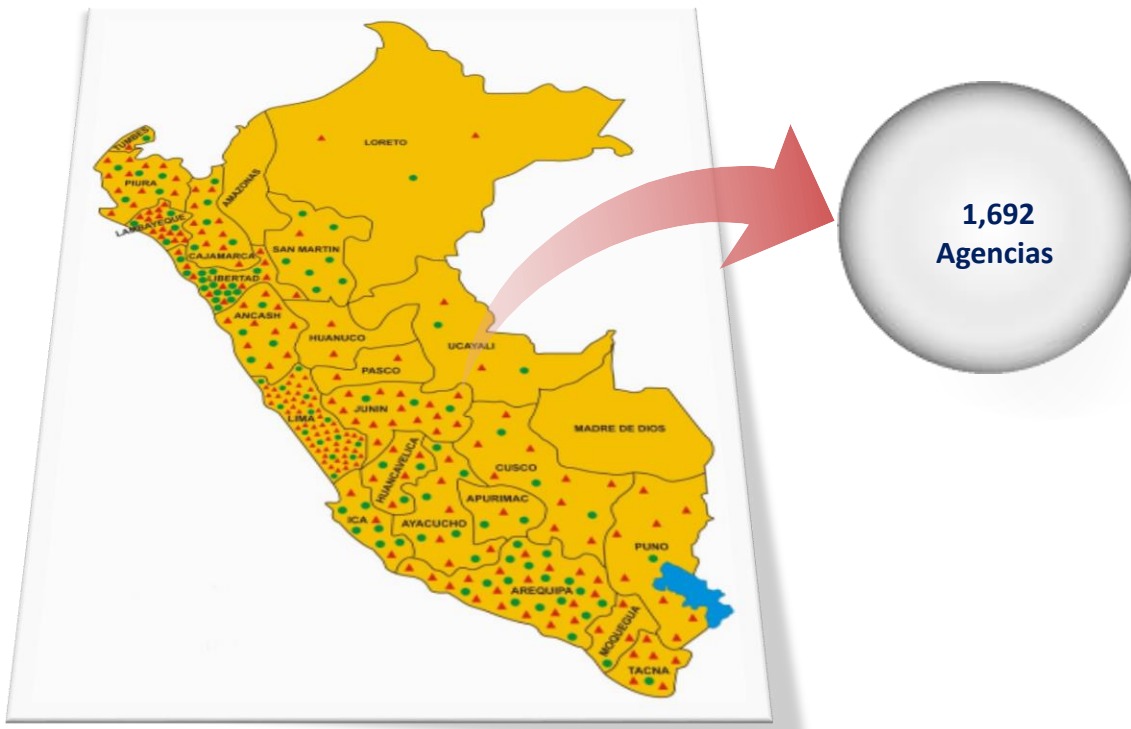 LORETO
TUMBES
PIURA
AMAZONAS
LAMBAYEQUE
CAJAMARCA
SAN MARTIN
LIBERTAD
ANCASH
HUANUCO
UCAYALI
PASCO
JUNIN
LIMA
MADRE DE DIOS
HUANCAVELICA
CUSCO
APURIMAC
ICA
AYACUCHO
PUNO
AREQUIPA
MOQUEGUA
TACNA
1,692
Agencias